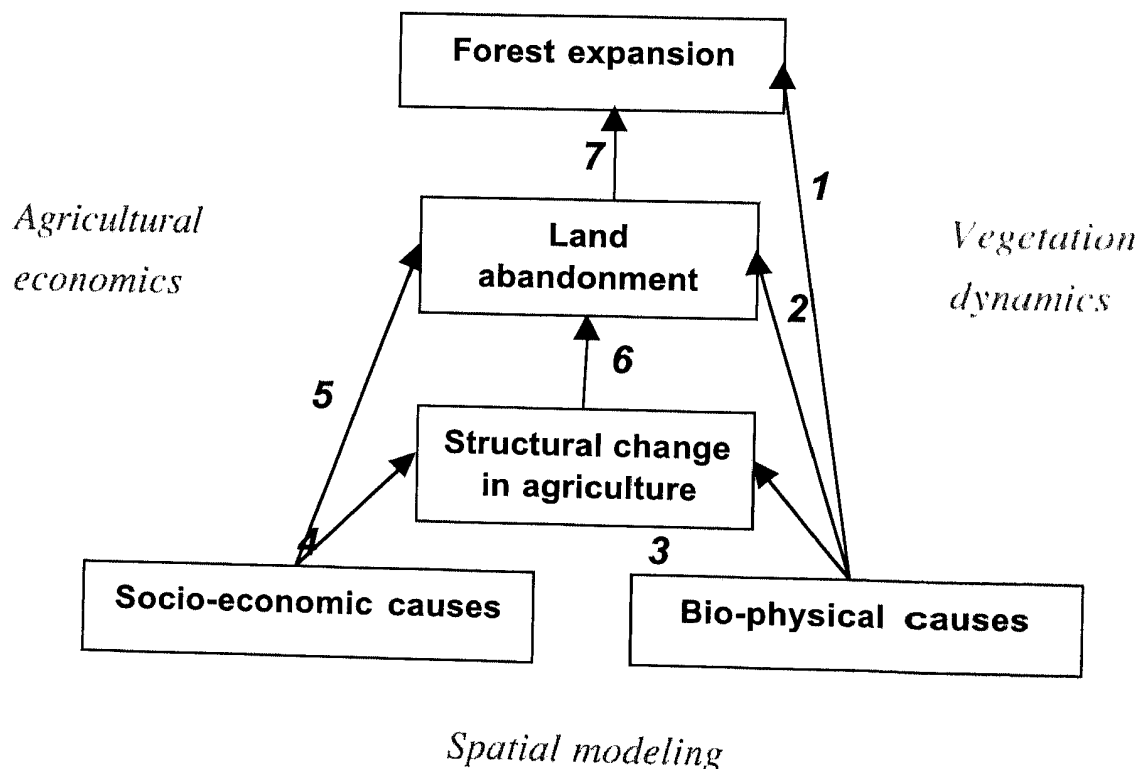 Forest expansion
7
1
Agricultural
economics
Land
abandonment
Vegetation
dynamics
2
6
5
Structural change
in agriculture
4
3
Socio-economic causes
Bio-physical causes
Spatial modeling